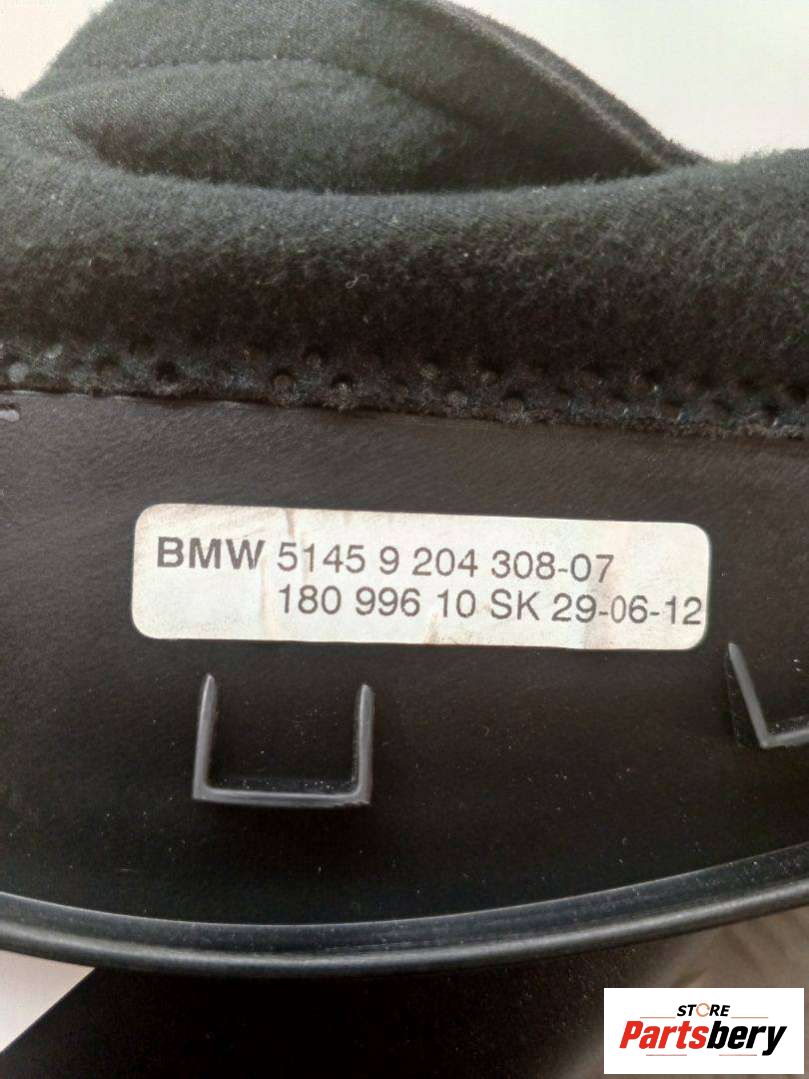 BMW 5145 9 204 308-07
180 996 10 SK 29-06-12
STORE
Partsbery